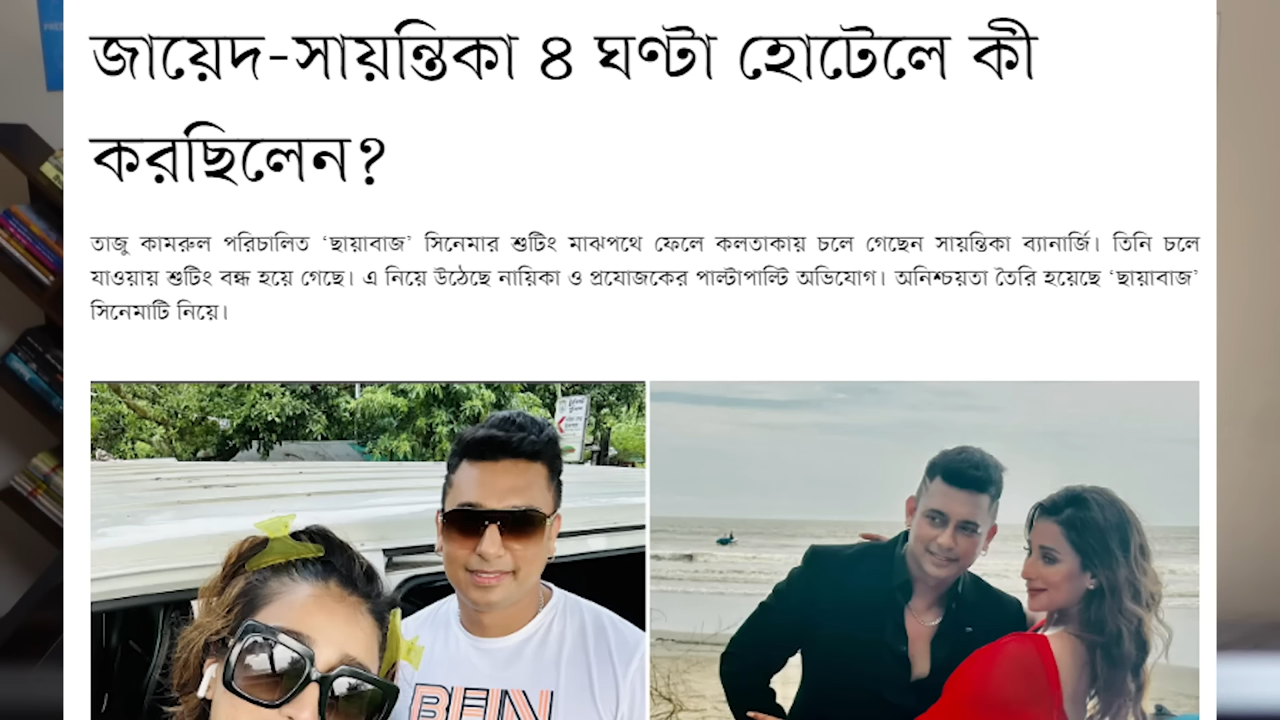 জায়েদ-সায়ন্তিকা ৪ ঘণ্টা হোটেলে কী
করছিলেন?
তাজু কামরুল পরিচালিত ‘ছায়াবাজ’ সিনেমার শুটিং মাঝপথে ফেলে কলতাকায় চলে গেছেন সায়ন্তিকা ব্যানার্জি। তিনি চলে
যাওয়ায় শুটিং বন্ধ হয়ে গেছে। এ নিয়ে উঠেছে নায়িকা ও প্রযোজকের পাল্টাপাল্টি অভিযোগ। অনিশ্চয়তা তৈরি হয়েছে ‘ছায়াবাজ’
সিনেমাটি নিয়ে।